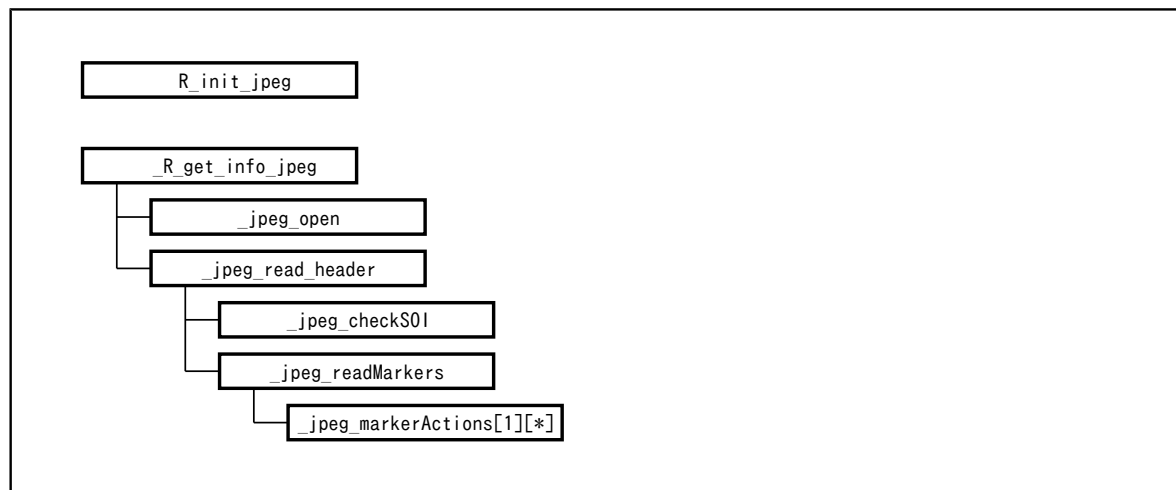 R_init_jpeg
_R_get_info_jpeg
_jpeg_open
_jpeg_read_header
_jpeg_checkSOI
_jpeg_readMarkers
_jpeg_markerActions[1][*]